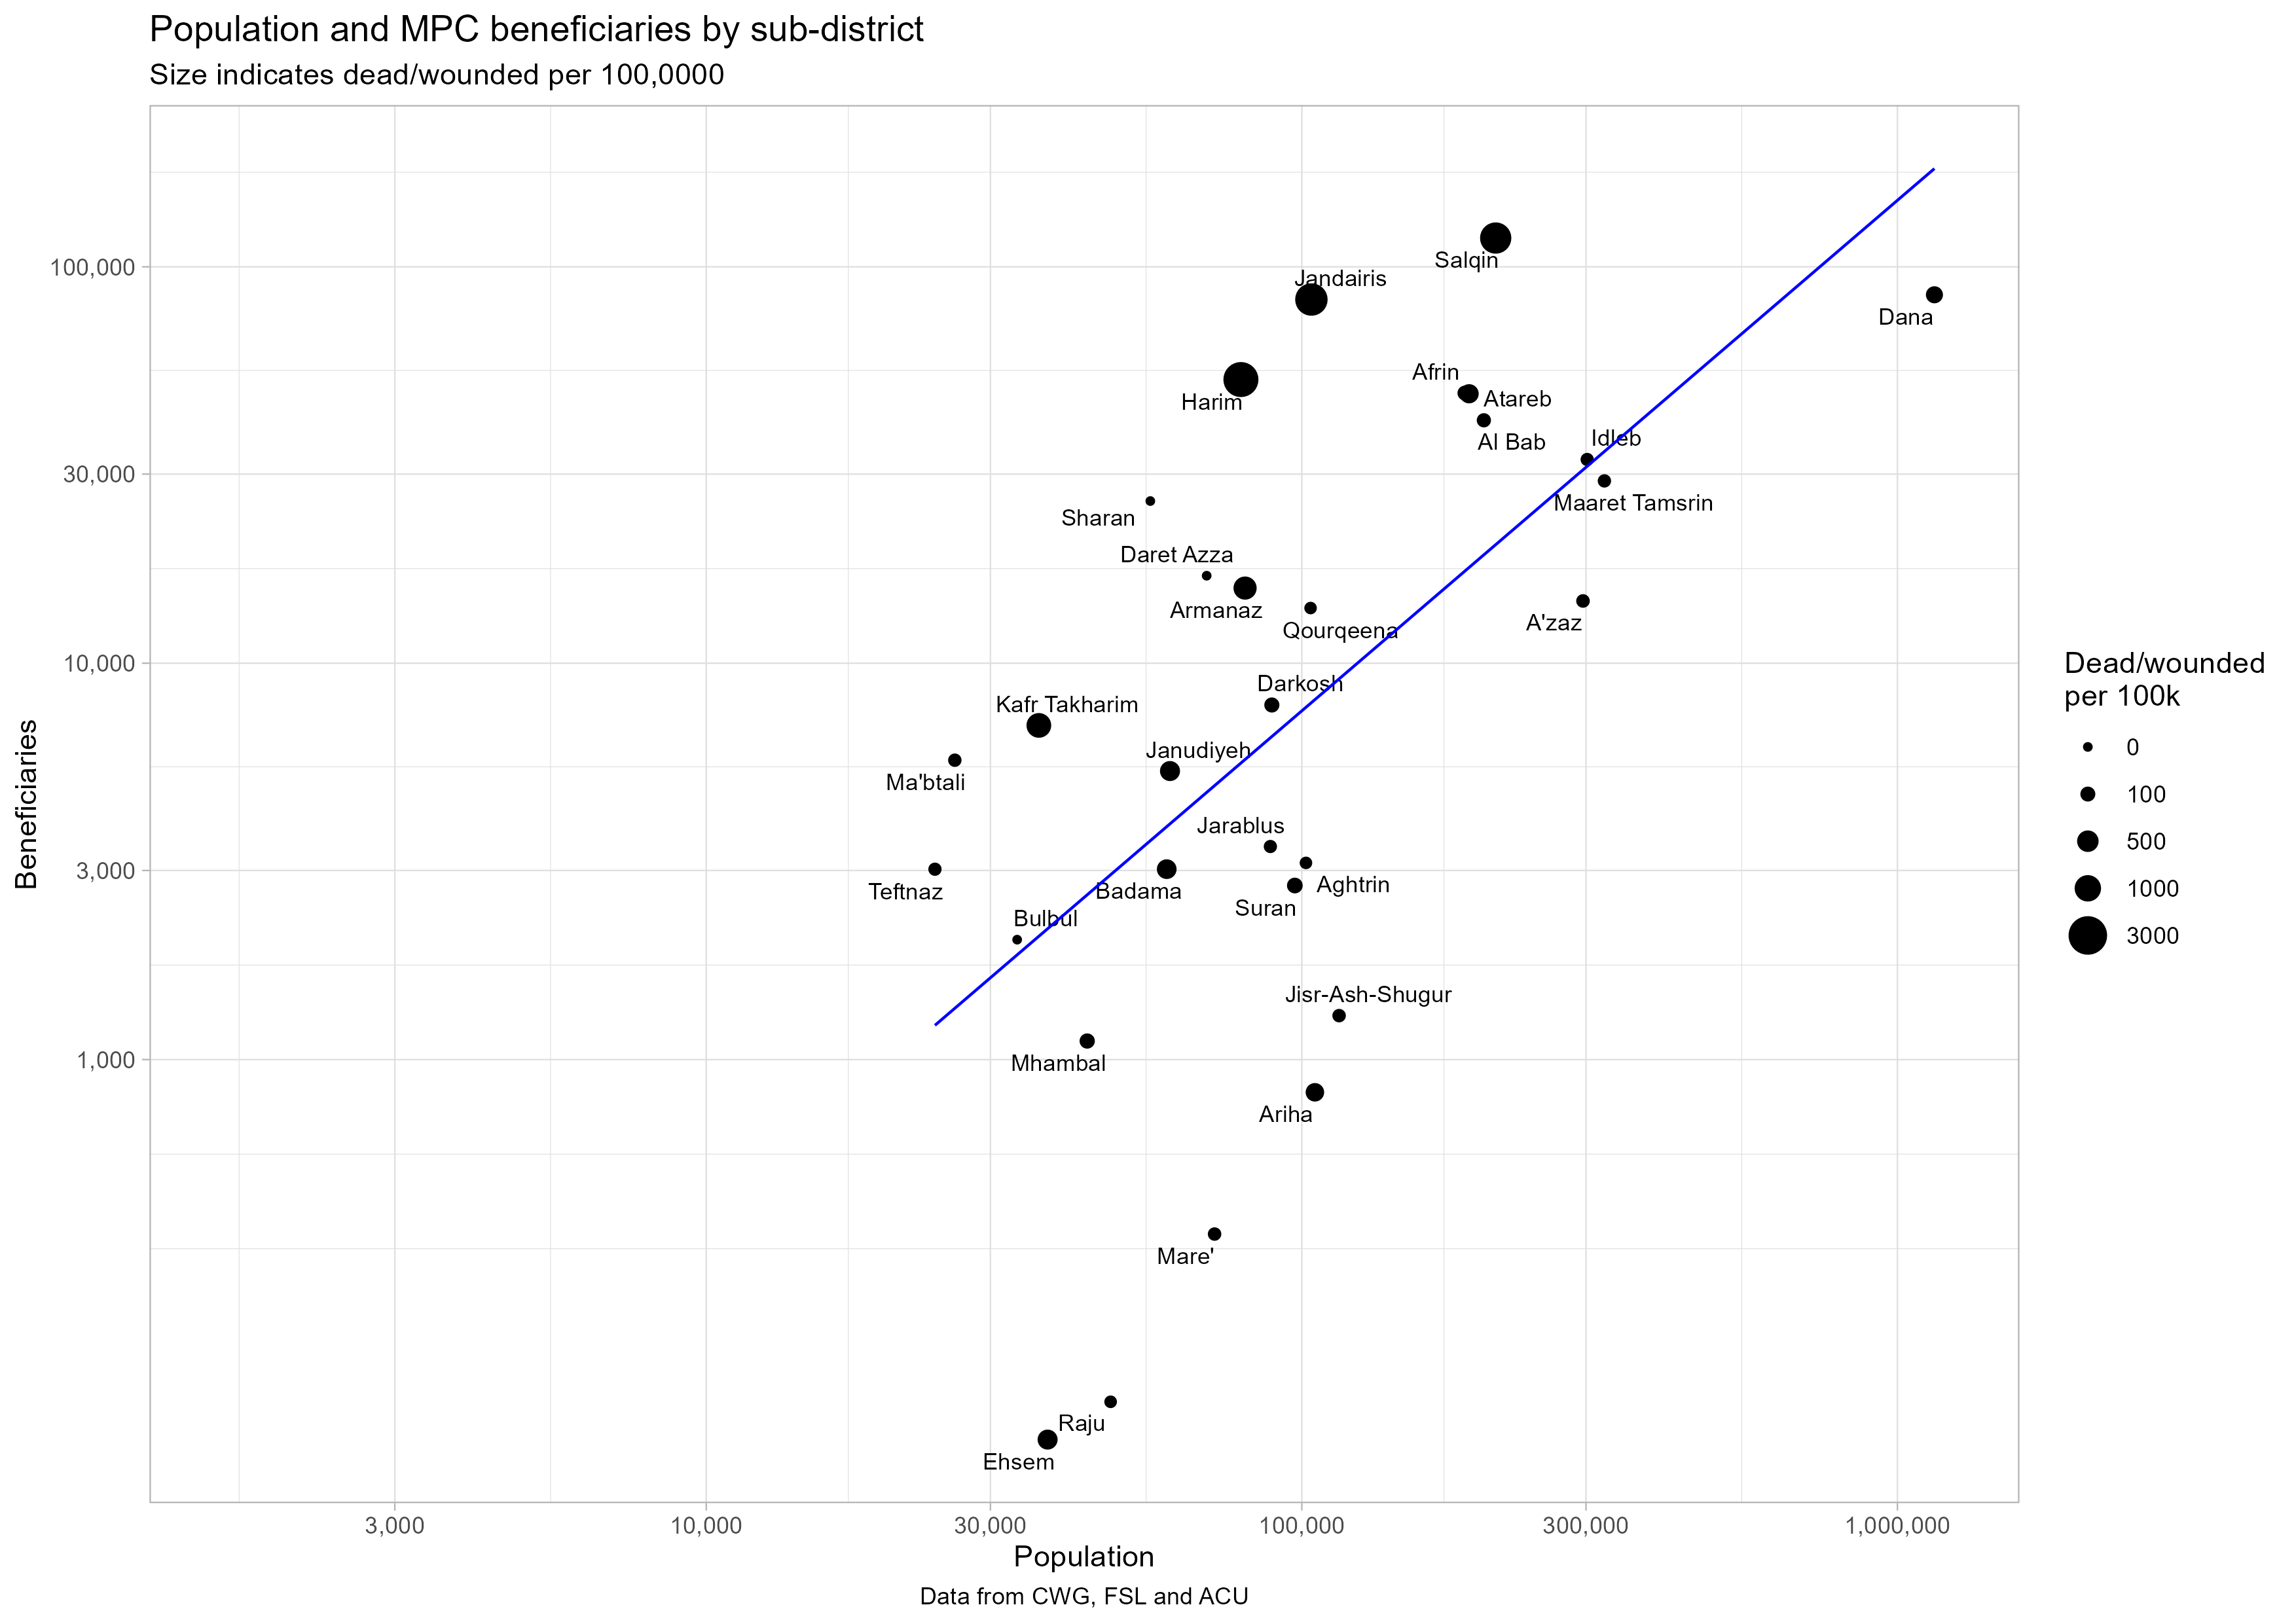 Population and MPC beneficiaries by sub-district
Size indicates dead/wounded per 100,0000
100,000
30,000
10,000
3,000
1,000
Beneficiaries
Salqin
Jandairis
Dana
Afrin
Harim
Atareb
Al Bab
Idleb
Maaret Tamsrin
Sharan
Daret Azza
Armanaz
Qourqeena
A'zaz
Darkosh
Kafr Takharim
Janudiyeh
Ma'btali
Jarablus
Aghtrin
Teftnaz
Badama
Suran
Bulbul
Jisr-Ash-Shugur
Mhambal
Ariha
Mare'
Raju
Ehsem
3,000
10,000
30,000
100,000
300,000
1,000,000
Population
Data from CWG, FSL and ACU
Dead/wounded
per 100k
0
100
500
1000
3000